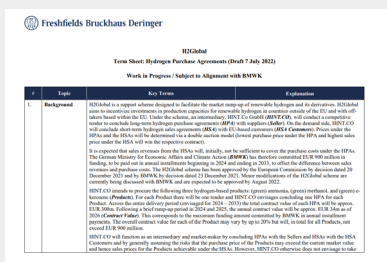 Freshfields Bruckhaus Deringer
H2Global
Term Sheet: Hydrogen Purchase Agreements (Draft 7 July 2022)
Work in Progress / Subject to Alignment with BMWK
# Topic Key Terms Explanation
1. Background H2Global is a support scheme designed to facilitate the market ramp-up of renewable hydrogen and its derivatives. H2Global
aims to incentivize investments in production capacities for renewable hydrogen in countries outside of the EU and with off-
takers based within the EU. Under the scheme, an intermediary, HINT.Co GmbH (HINT.CO), will conduct a competitive
tender to conclude long-term hydrogen purchase agreements (HPA) with suppliers (Seller). On the demand side, HINT.CO
will conclude short-term hydrogen sales agreements (HSA) with EU-based customers (HSA Customers). Prices under the
HPAs and the HSAs will be determined via a double auction model (lowest purchase price under the HPA and highest sales
price under the HSA will win the respective contract).
It is expected that sales revenues from the HSAs will, initially, not be sufficient to cover the purchase costs under the HPAs.
The German Ministry for Economic Affairs and Climate Action (BMWK) has therefore committed EUR 900 million in
funding, to be paid out in annual instalments beginning in 2024 and ending in 2033, to offset the difference between sales
revenues and purchase costs. The H2Global scheme has been approved by the European Commission by decision dated 20
December 2021 and by BMWK by decision dated 23 December 2021. Minor modifications of the H2Global scheme are
currently being discussed with BMWK and are expected to be approved by August 2022.
HINT.CO intends to procure the following three hydrogen-based products: (green) ammonia, (green) methanol, and (green) e-
kerosene (Products). For each Product there will be one tender and HINT.CO envisages concluding one HPA for each
Product. Across the entire delivery period (envisaged for 2024 – 2033) the total contract value of each HPA will be approx.
EUR 300m. Following a brief ramp-up period in 2024 and 2025, the annual contract value will be approx. EUR 34m as of
2026 (Contract Value). This corresponds to the maximum funding amount committed by BMWK in annual installment
payments. The overall contract value for each of the Product may vary by up to 20% but will, in total for all Products, not
exceed EUR 900 million.
HINT.CO will function as an intermediary and market-maker by concluding HPAs with the Sellers and HSAs with the HSA
Customers and by generally assuming the risks that the purchase price of the Products may exceed the current market value
and hence sales prices for the Products achievable under the HSAs. However, HINT.CO otherwise does not envisage to take